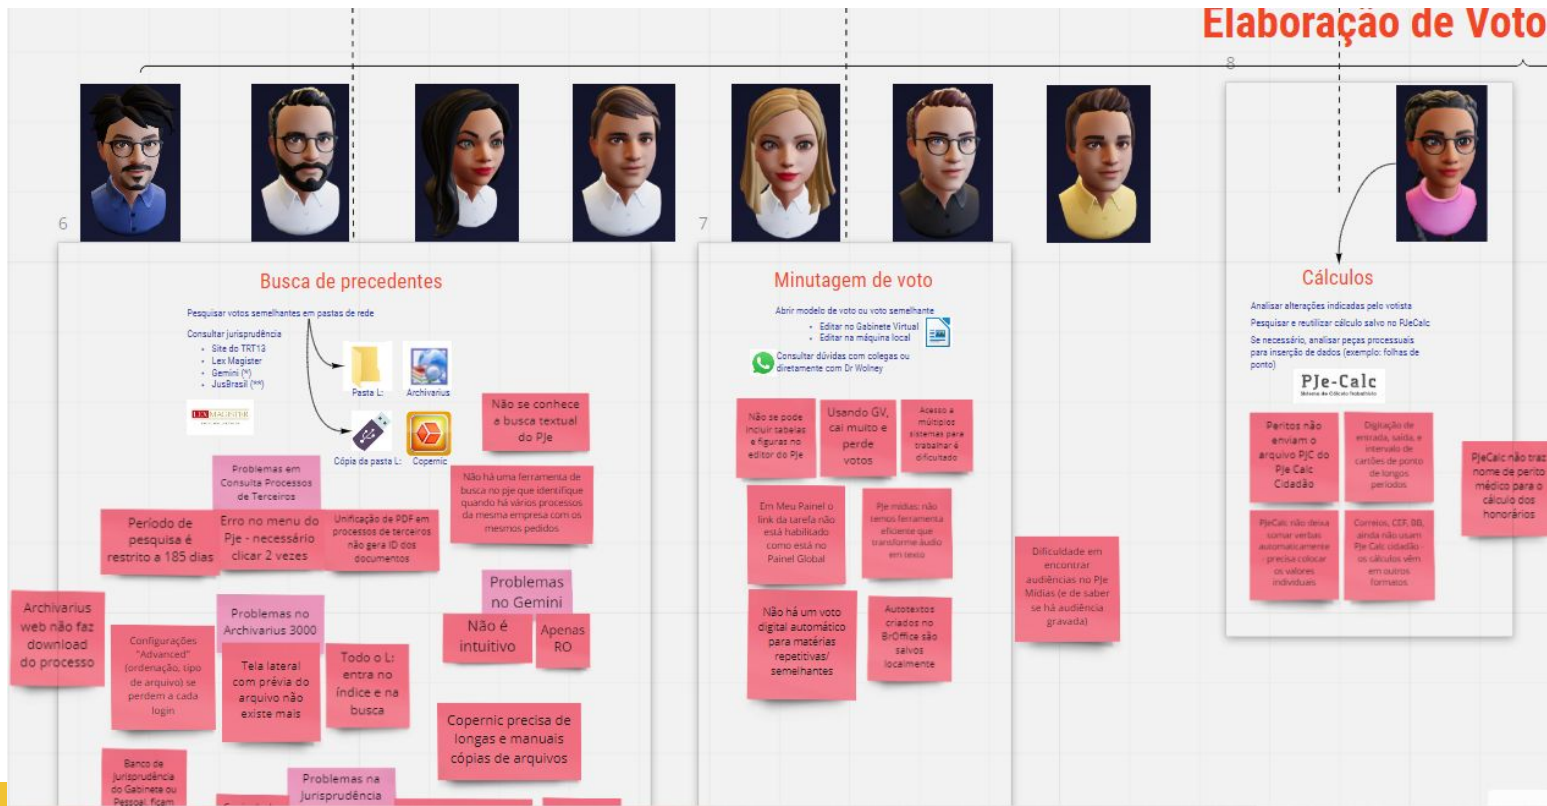 Elaboração de Voto
8
6
7
Busca de precedentes
Pesquisar votos semelhantes em pastas de rede
Consultar jurisprudência
• Site do TRT13
• Lex Magister
• Gemini (*)
• JusBrasil (**)
LEX MAGISTER
Pasta L:
Archivarius
Cópia da pasta L:
Copernic
Não se conhece
a busca textual
do PJe
Problemas em
Consulta Processos
de Terceiros
Não há uma ferramenta de
busca no pje que identifique
quando há vários processos
da mesma empresa com os
mesmos pedidos
Período de
pesquisa é
restrito a 185 dias
Erro no menu do
Pje - necessário
clicar 2 vezes
Unificação de PDF em
processos de terceiros
não gera ID dos
documentos
Problemas
no Gemini
Não é
intuitivo
Apenas
RO
Archivarius
web não faz
download
do processo
Problemas no
Archivarius 3000
Configurações
"Advanced"
(ordenação, tipo
de arquivo) se
perdem a cada
login
Tela lateral
com prévia do
arquivo não
existe mais
Todo o L:
entra no
índice e na
busca
Copernic precisa de
longas e manuais
cópias de arquivos
Banco de
Jurisprudência
do Gabinete ou
Pessoal, ficam
Problemas na
Jurisprudência
Minutagem de voto
Abrir modelo de voto ou voto semelhante
• Editar no Gabinete Virtual
• Editar na máquina local
Consultar dúvidas com colegas ou
diretamente com Dr Wolney
Não se pode
incluir tabelas
e figuras no
editor do PJe
Usando GV,
cai muito e
perde
votos
Acesso a
múltiplos
sistemas para
trabalhar é
dificultado
Em Meu Painel o
link da tarefa não
está habilitado
como está no
Painel Global
PJe mídias: não
temos ferramenta
eficiente que
transforme áudio
em texto
Não há um voto
digital automático
para matérias
repetitivas/
semelhantes
Autotextos
criados no
BrOffice são
salvos
localmente
Dificuldade em
encontrar
audiências no PJe
Mídias (e de saber
se há audiência
gravada)
Cálculos
Analisar alterações indicadas pelo votista
Pesquisar e reutilizar cálculo salvo no PJeCalc
Se necessário, analisar peças processuais
para inserção de dados (exemplo: folhas de
ponto)
PJe-Calc
Sistema de Cálculo Trabalhista
Peritos não
enviam o
arquivo PJC do
PJe Calc
Cidadão
Digitação de
entrada, saída, e
intervalo de
cartões de ponto
de longos
períodos
PJeCalc não traz
nome de perito
médico para o
cálculo dos
honorários
PJeCalc não deixa
somar verbas
automaticamente
- precisa colocar
os valores
individuais
Correios, CEF, BB,
ainda não usam
PJe Calc cidadão -
os cálculos vêm
em outros
formatos